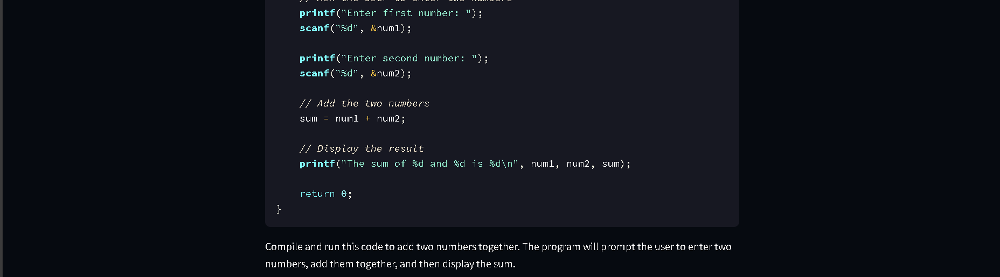 printf("Enter first number: ");
scanf("%d", &num1);
printf("Enter second number: ");
scanf("%d", &num2);
// Add the two numbers
sum = num1 + num2;
// Display the result
printf("The sum of %d and %d is %d\n", num1, num2, sum);
return 0;
}
Compile and run this code to add two numbers together. The program will prompt the user to enter two
numbers, add them together, and then display the sum.